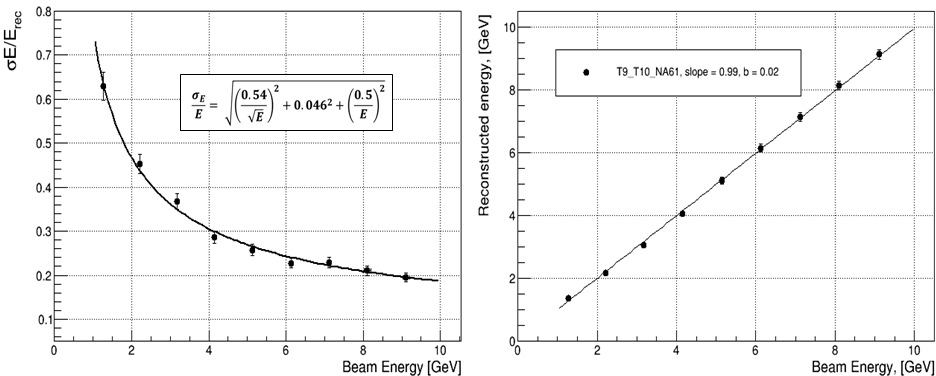 σE/E_rec
0.8
0.7
0.6
0.5
0.4
0.3
0.2
0.1
σ_E/E = √((0.54/√E)² + 0.046² + (0.5/E)²)
0 2 4 6 8 10
Beam Energy [GeV]
Reconstructed energy, [GeV]
10
8
6
4
2
0
T9_T10_NA61, slope = 0.99, b = 0.02
0 2 4 6 8 10
Beam Energy, [GeV]